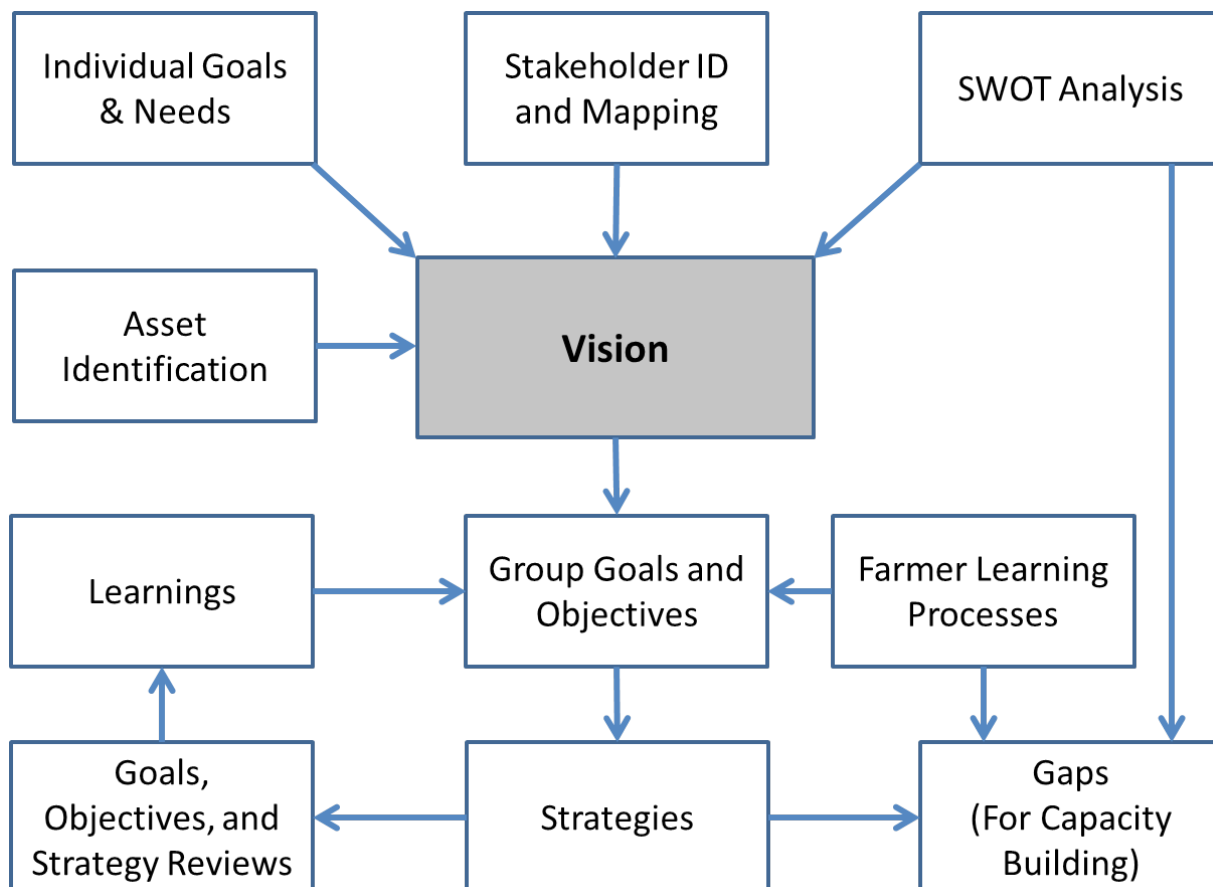 Individual Goals
& Needs
Stakeholder ID
and Mapping
SWOT Analysis
Asset
Identification
Vision
Learnings
Group Goals and
Objectives
Farmer Learning
Processes
Goals,
Objectives, and
Strategy Reviews
Strategies
Gaps
(For Capacity
Building)